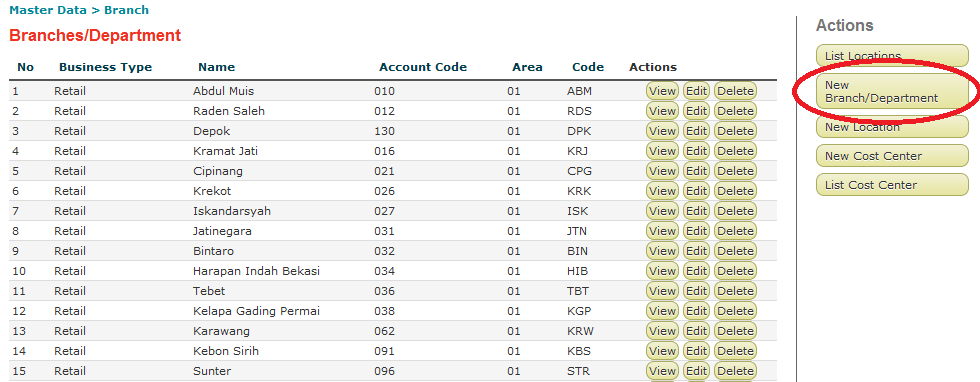 Master Data > Branch
Branches/Department
No Business Type Name Account Code Area Code Actions
1 Retail Abdul Muis 010 01 ABM View Edit Delete
2 Retail Raden Saleh 012 01 RDS View Edit Delete
3 Retail Depok 130 01 DPK View Edit Delete
4 Retail Kramat Jati 016 01 KRJ View Edit Delete
5 Retail Cipinang 021 01 CPG View Edit Delete
6 Retail Krekot 026 01 KRK View Edit Delete
7 Retail Iskandarsyah 027 01 ISK View Edit Delete
8 Retail Jatinegara 031 01 JTN View Edit Delete
9 Retail Bintaro 032 01 BIN View Edit Delete
10 Retail Harapan Indah Bekasi 034 01 HIB View Edit Delete
11 Retail Tebet 036 01 TBT View Edit Delete
12 Retail Kelapa Gading Permai 038 01 KGP View Edit Delete
13 Retail Karawang 062 01 KRW View Edit Delete
14 Retail Kebon Sirih 091 01 KBS View Edit Delete
15 Retail Sunter 096 01 STR View Edit Delete
Actions
List Locations
New
Branch/Department
New Location
New Cost Center
List Cost Center